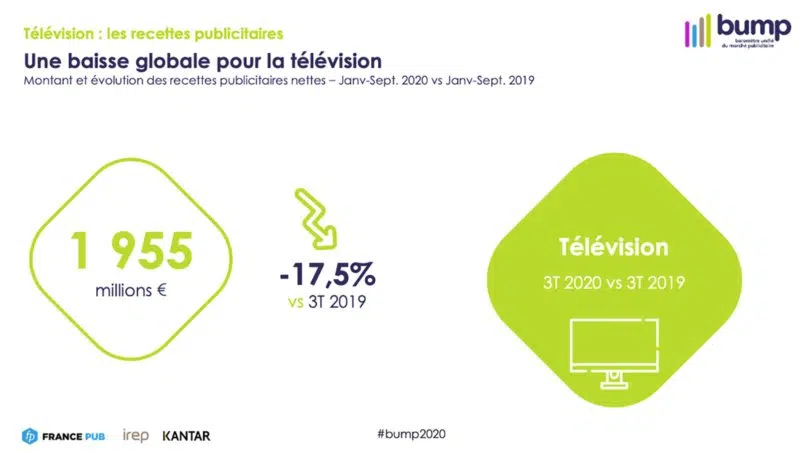 Télévision : les recettes publicitaires
Une baisse globale pour la télévision
Montant et évolution des recettes publicitaires nettes – Janv-Sept. 2020 vs Janv-Sept. 2019
bump
baromètre unifié
du marché publicitaire
1 955
millions €
-17,5%
vs 3T 2019
Télévision
3T 2020 vs 3T 2019
fp FRANCE PUB
irep
KANTAR
#bump2020